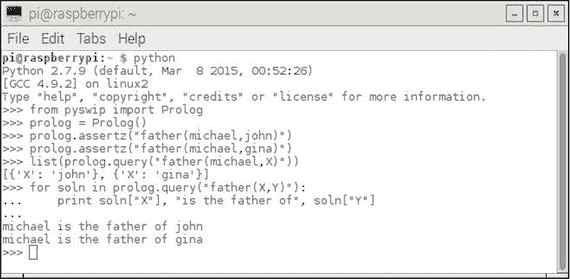 pi@raspberrypi: ~
File Edit Tabs Help
pi@raspberrypi:~ $ python
Python 2.7.9 (default, Mar  8 2015, 00:52:26)
[GCC 4.9.2] on linux2
Type "help", "copyright", "credits" or "license" for more information.
>>> from pyswip import Prolog
>>> prolog = Prolog()
>>> prolog.assertz("father(michael,john)")
>>> prolog.assertz("father(michael,gina)")
>>> list(prolog.query("father(michael,X)"))
[{'X': 'john'}, {'X': 'gina'}]
>>> for soln in prolog.query("father(X,Y)"):
...     print soln["X"], "is the father of", soln["Y"]
...
michael is the father of john
michael is the father of gina
>>>